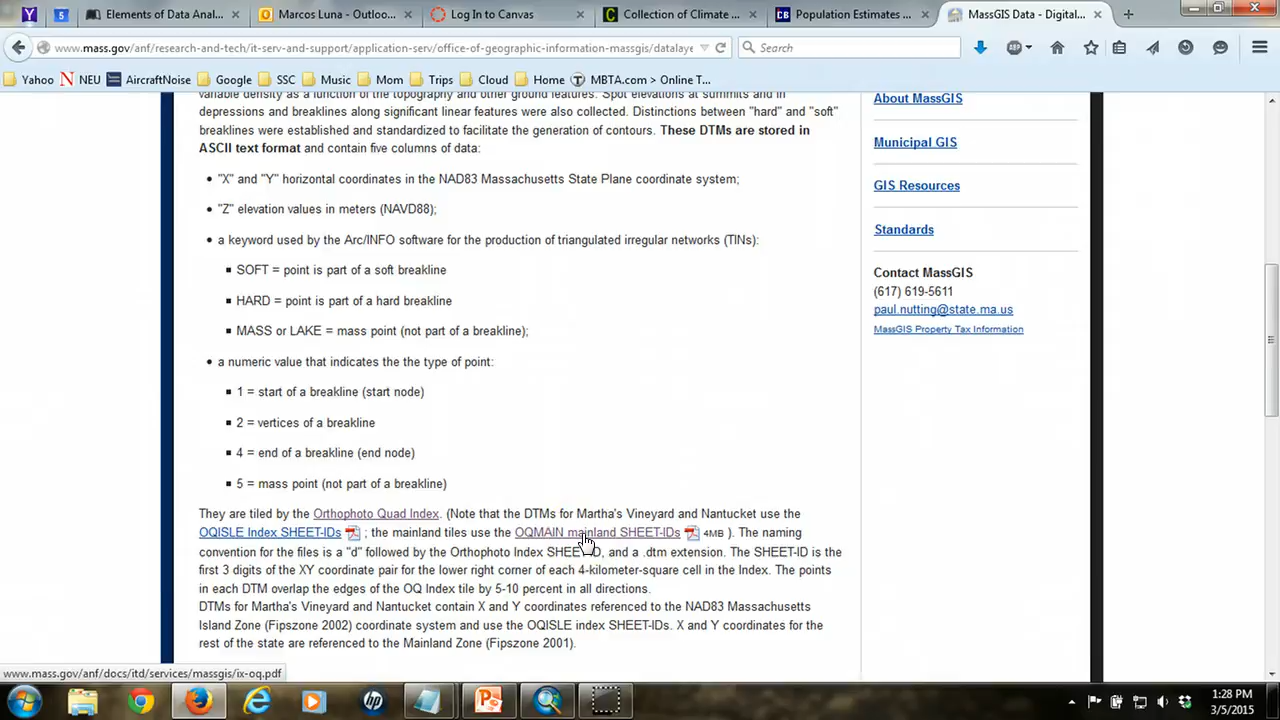 Elements of Data Anal... × Marcos Luna - Outloo... × Log In to Canvas × Collection of Climate ... × Population Estimates × MassGIS Data - Digital... × +
www.mass.gov/anf/research-and-tech/it-serv-and-support/application-serv/office-of-geographic-information-massgis/datalaye
Search
Yahoo NEU AircraftNoise Google SSC Music Mom Trips Cloud Home MBTA.com > Online T...
variable density as a function of the topography and other ground features. Spot elevations at summits and in
depressions and breaklines along significant linear features were also collected. Distinctions between "hard" and "soft"
breaklines were established and standardized to facilitate the generation of contours. These DTMs are stored in
ASCII text format and contain five columns of data:
• "X" and "Y" horizontal coordinates in the NAD83 Massachusetts State Plane coordinate system;
• "Z" elevation values in meters (NAVD88);
• a keyword used by the Arc/INFO software for the production of triangulated irregular networks (TINs):
▪ SOFT = point is part of a soft breakline
▪ HARD = point is part of a hard breakline
▪ MASS or LAKE = mass point (not part of a breakline);
• a numeric value that indicates the the type of point:
▪ 1 = start of a breakline (start node)
▪ 2 = vertices of a breakline
▪ 4 = end of a breakline (end node)
▪ 5 = mass point (not part of a breakline)
They are tiled by the Orthophoto Quad Index. (Note that the DTMs for Martha's Vineyard and Nantucket use the
OQISLE Index SHEET-IDs ; the mainland tiles use the OQMAIN mainland SHEET-IDs 4MB ). The naming
convention for the files is a "d" followed by the Orthophoto Index SHEET-ID, and a .dtm extension. The SHEET-ID is the
first 3 digits of the XY coordinate pair for the lower right corner of each 4-kilometer-square cell in the Index. The points
in each DTM overlap the edges of the OQ Index tile by 5-10 percent in all directions.
DTMs for Martha's Vineyard and Nantucket contain X and Y coordinates referenced to the NAD83 Massachusetts
Island Zone (Fipszone 2002) coordinate system and use the OQISLE index SHEET-IDs. X and Y coordinates for the
rest of the state are referenced to the Mainland Zone (Fipszone 2001).
About MassGIS
Municipal GIS
GIS Resources
Standards
Contact MassGIS
(617) 619-5611
paul.nutting@state.ma.us
MassGIS Property Tax Information
www.mass.gov/anf/docs/itd/services/massgis/ix-oq.pdf
1:28 PM
3/5/2015